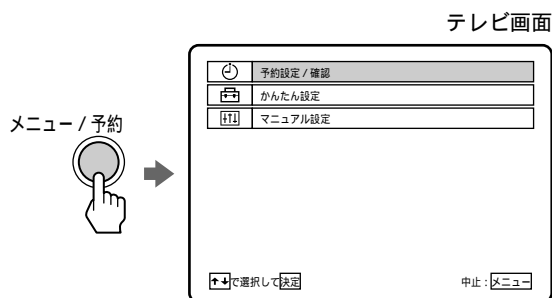 テレビ画面
メニュー / 予約
予約設定 / 確認
かんたん設定
マニュアル設定
↑↓で選択して決定
中止 : メニュー